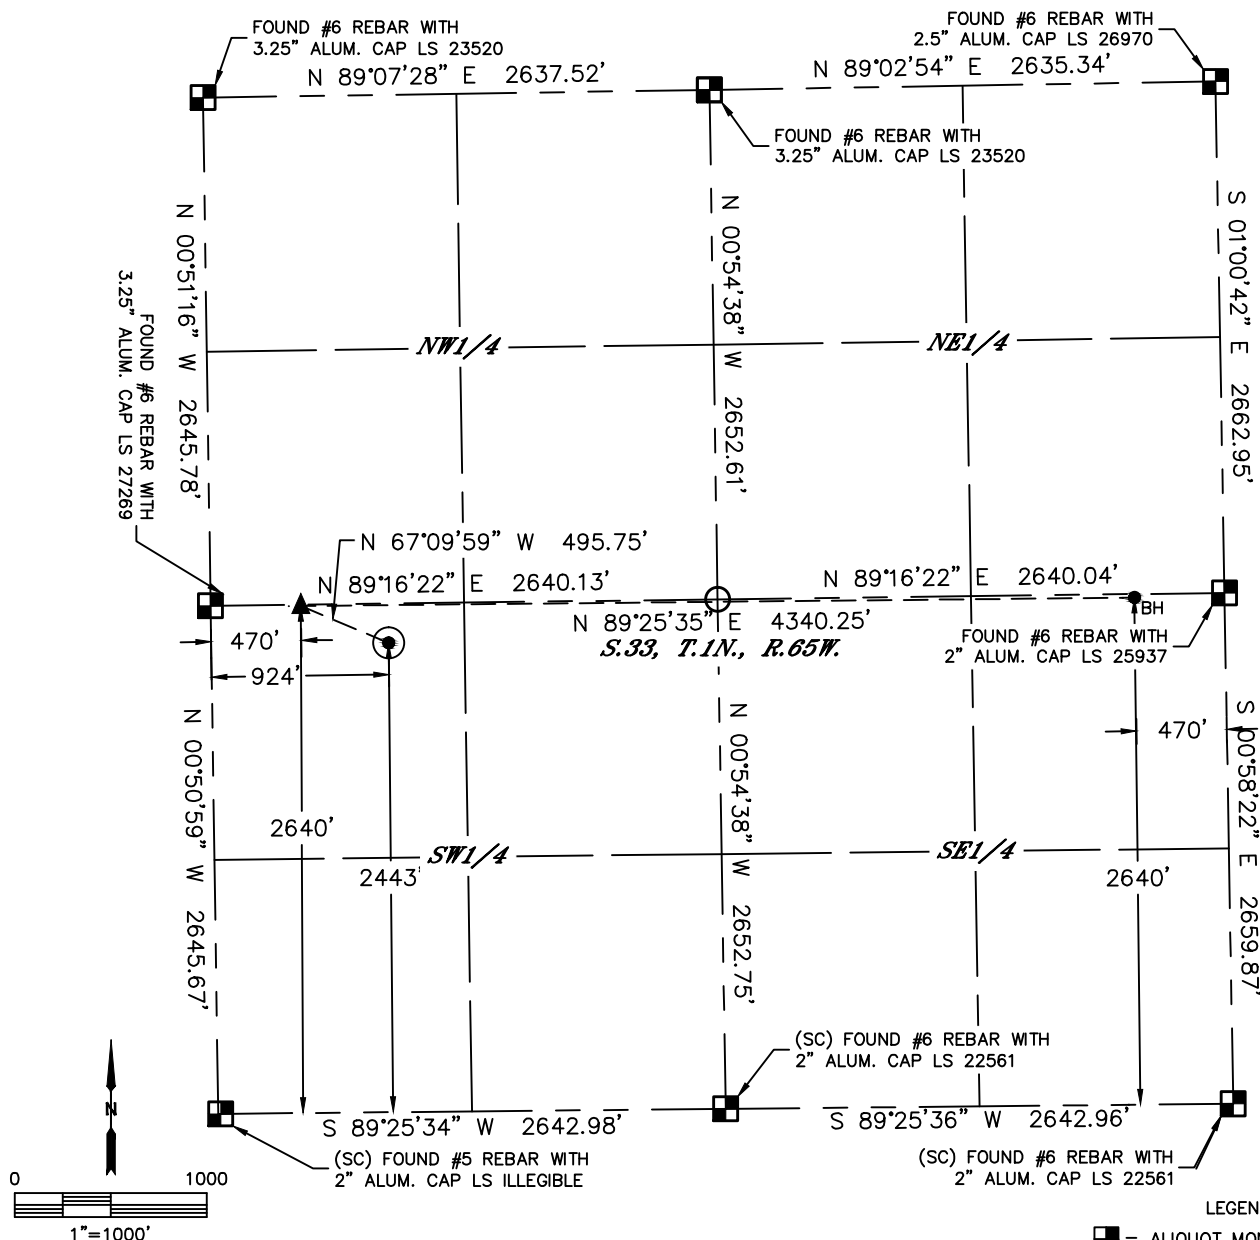 FOUND #6 REBAR WITH
3.25" ALUM. CAP LS 23520
FOUND #6 REBAR WITH
2.5" ALUM. CAP LS 26970
N 89°07'28" E 2637.52'
N 89°02'54" E 2635.34'
FOUND #6 REBAR WITH
3.25" ALUM. CAP LS 23520
N 00°51'16" W 2645.78'
N 00°54'38" W 2652.61'
S 01°00'42" E 2662.95'
FOUND #6 REBAR WITH
3.25" ALUM. CAP LS 27269
NW1/4
NE1/4
N 67°09'59" W 495.75'
N 89°16'22" E 2640.13'
N 89°16'22" E 2640.04'
BH
N 89°25'35" E 4340.25'
S.33, T.1N., R.65W.
FOUND #6 REBAR WITH
2" ALUM. CAP LS 25937
470'
924'
470'
N 00°50'59" W 2645.67'
N 00°54'38" W 2652.75'
S 00°58'22" E 2659.87'
2640'
2443'
2640'
SW1/4
SE1/4
(SC) FOUND #6 REBAR WITH
2" ALUM. CAP LS 22561
N
S 89°25'34" W 2642.98'
S 89°25'36" W 2642.96'
(SC) FOUND #5 REBAR WITH
2" ALUM. CAP LS ILLEGIBLE
(SC) FOUND #6 REBAR WITH
2" ALUM. CAP LS 22561
0 1000
1"=1000'
LEGEN
= ALIQUOT MO